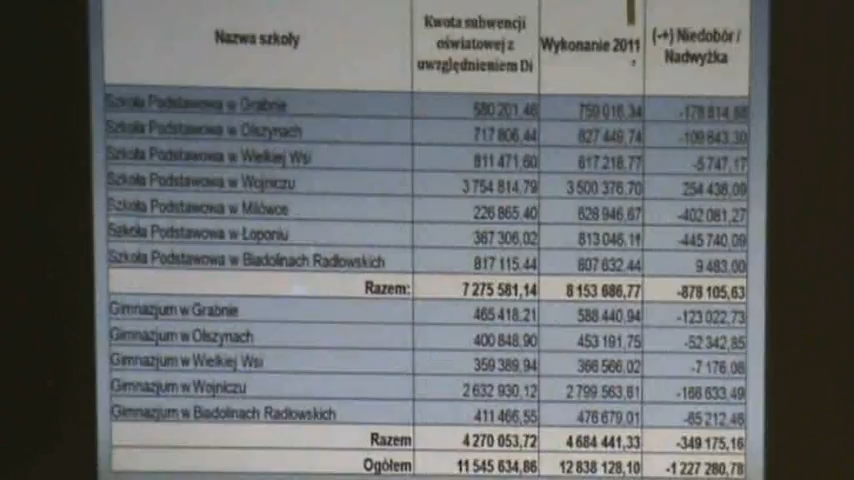 Nazwa szkoły
Kwota subwencji
oświatowej z
uwzględnieniem Di
Wykonanie 2011
(-+) Niedobór /
Nadwyżka
Szkoła Podstawowa w Grabnie 580 201,46 759 016,34 -178 814,88
Szkoła Podstawowa w Olszynach 717 806,44 827 449,74 -109 643,30
Szkoła Podstawowa w Wielkiej Wsi 811 471,60 817 218,77 -5 747,17
Szkoła Podstawowa w Wojniczu 3 754 814,79 3 500 376,70 254 438,09
Szkoła Podstawowa w Milówce 226 865,40 628 946,67 -402 081,27
Szkoła Podstawowa w Łoponiu 367 306,02 813 046,11 -445 740,09
Szkoła Podstawowa w Biadolinach Radłowskich 817 115,44 807 632,44 9 483,00
Razem: 7 275 581,14 8 153 686,77 -878 105,63
Gimnazjum w Grabnie 465 418,21 588 440,94 -123 022,73
Gimnazjum w Olszynach 400 848,90 453 191,75 -52 342,85
Gimnazjum w Wielkiej Wsi 359 389,94 366 566,02 -7 176,08
Gimnazjum w Wojniczu 2 632 930,12 2 799 563,61 -166 633,49
Gimnazjum w Biadolinach Radłowskich 411 466,55 476 679,01 -65 212,46
Razem 4 270 053,72 4 684 441,33 -349 175,16
Ogółem 11 545 634,86 12 838 128,10 -1 227 280,78